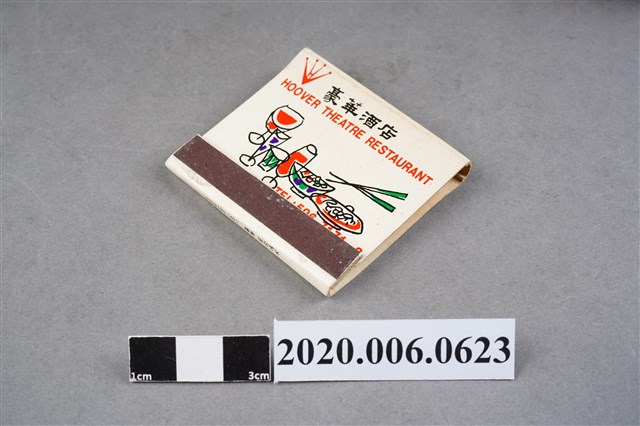 豪華酒店
HOOVER THEATRE RESTAURANT
1cm
3cm
2020.006.0623